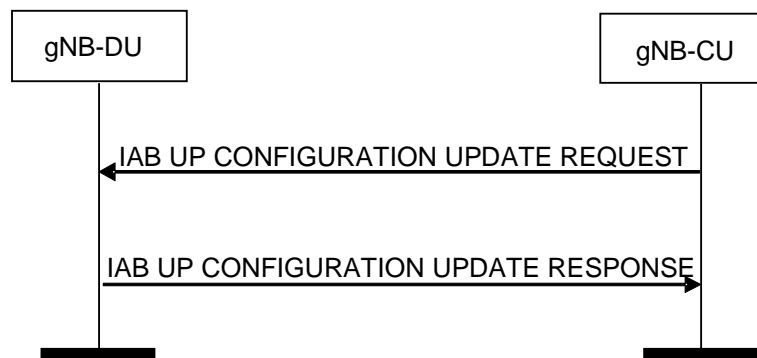 gNB-DU
gNB-CU
IAB UP CONFIGURATION UPDATE REQUEST
IAB UP CONFIGURATION UPDATE RESPONSE